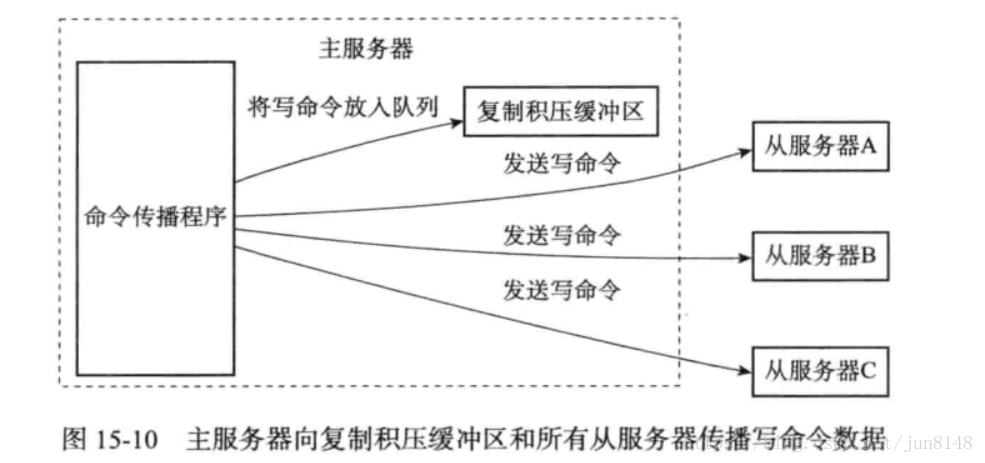 主服务器
将写命令放入队列
复制积压缓冲区
发送写命令
从服务器A
命令传播程序
发送写命令
从服务器B
发送写命令
从服务器C
图 15-10 主服务器向复制积压缓冲区和所有从服务器传播写命令数据